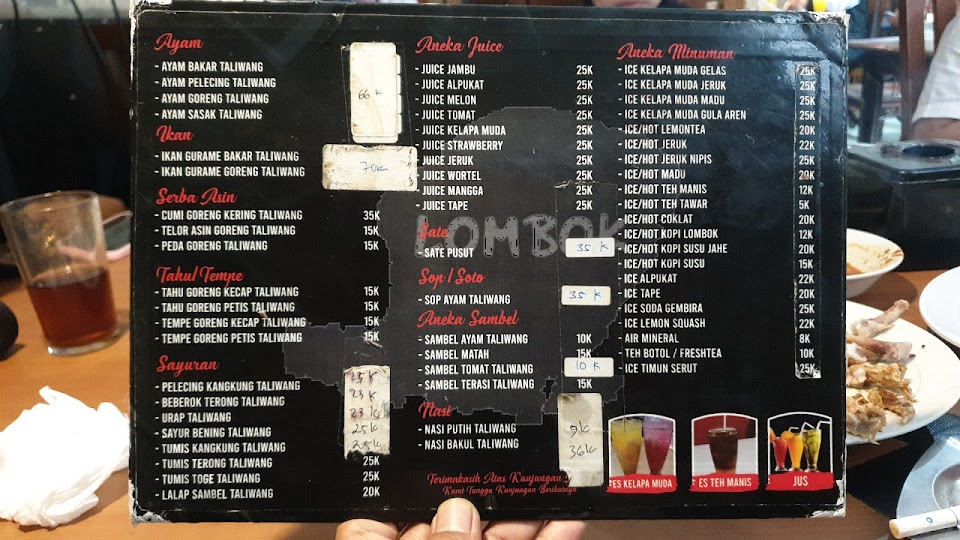 Ayam
- AYAM BAKAR TALIWANG
- AYAM PELECING TALIWANG
- AYAM GORENG TALIWANG
- AYAM SASAK TALIWANG
66 K
Ikan
- IKAN GURAME BAKAR TALIWANG
- IKAN GURAME GORENG TALIWANG
70K
Serba Asin
- CUMI GORENG KERING TALIWANG 35K
- TELOR ASIN GORENG TALIWANG 15K
- PEDA GORENG TALIWANG 15K
Tahu/Tempe
- TAHU GORENG KECAP TALIWANG 15K
- TAHU GORENG PETIS TALIWANG 15K
- TEMPE GORENG KECAP TALIWANG 15K
- TEMPE GORENG PETIS TALIWANG 15K
Sayuran
- PELECING KANGKUNG TALIWANG 25K
- BEBEROK TERONG TALIWANG 23K
- URAP TALIWANG 23K
- SAYUR BENING TALIWANG 25K
- TUMIS KANGKUNG TALIWANG 25K
- TUMIS TERONG TALIWANG 25K
- TUMIS TOGE TALIWANG 25K
- LALAP SAMBEL TALIWANG 20K
Aneka Juice
- JUICE JAMBU 25K
- JUICE ALPUKAT 25K
- JUICE MELON 25K
- JUICE TOMAT 25K
- JUICE KELAPA MUDA 25K
- JUICE STRAWBERRY 25K
- JUICE JERUK 25K
- JUICE WORTEL 25K
- JUICE MANGGA 25K
- JUICE TAPE 25K
LOMBOK
Sate
- SATE PUSUT 35 K
Sop / Soto
- SOP AYAM TALIWANG 35 K
Aneka Sambel
- SAMBEL AYAM TALIWANG 10K
- SAMBEL MATAH 15K
- SAMBEL TOMAT TALIWANG 10 K
- SAMBEL TERASI TALIWANG 15K
Nasi
- NASI PUTIH TALIWANG 9K
- NASI BAKUL TALIWANG 36K
Terimakasih Atas Kunjungan
Kami Tunggu Kunjungan Berikutnya
Aneka Minuman
- ICE KELAPA MUDA GELAS 25K
- ICE KELAPA MUDA JERUK 25K
- ICE KELAPA MUDA MADU 25K
- ICE KELAPA MUDA GULA AREN 25K
- ICE/HOT LEMONTEA 20K
- ICE/HOT JERUK 22K
- ICE/HOT JERUK NIPIS 25K
- ICE/HOT MADU 20K
- ICE/HOT TEH MANIS 12K
- ICE/HOT TEH TAWAR 5K
- ICE/HOT COKLAT 20K
- ICE/HOT KOPI LOMBOK 12K
- ICE/HOT KOPI SUSU JAHE 20K
- ICE/HOT KOPI SUSU 15K
- ICE ALPUKAT 22K
- ICE TAPE 20K
- ICE SODA GEMBIRA 25K
- ICE LEMON SQUASH 22K
- AIR MINERAL 8K
- TEH BOTOL / FRESHTEA 10K
- ICE TIMUN SERUT 25K
ES KELAPA MUDA
ES TEH MANIS
JUS